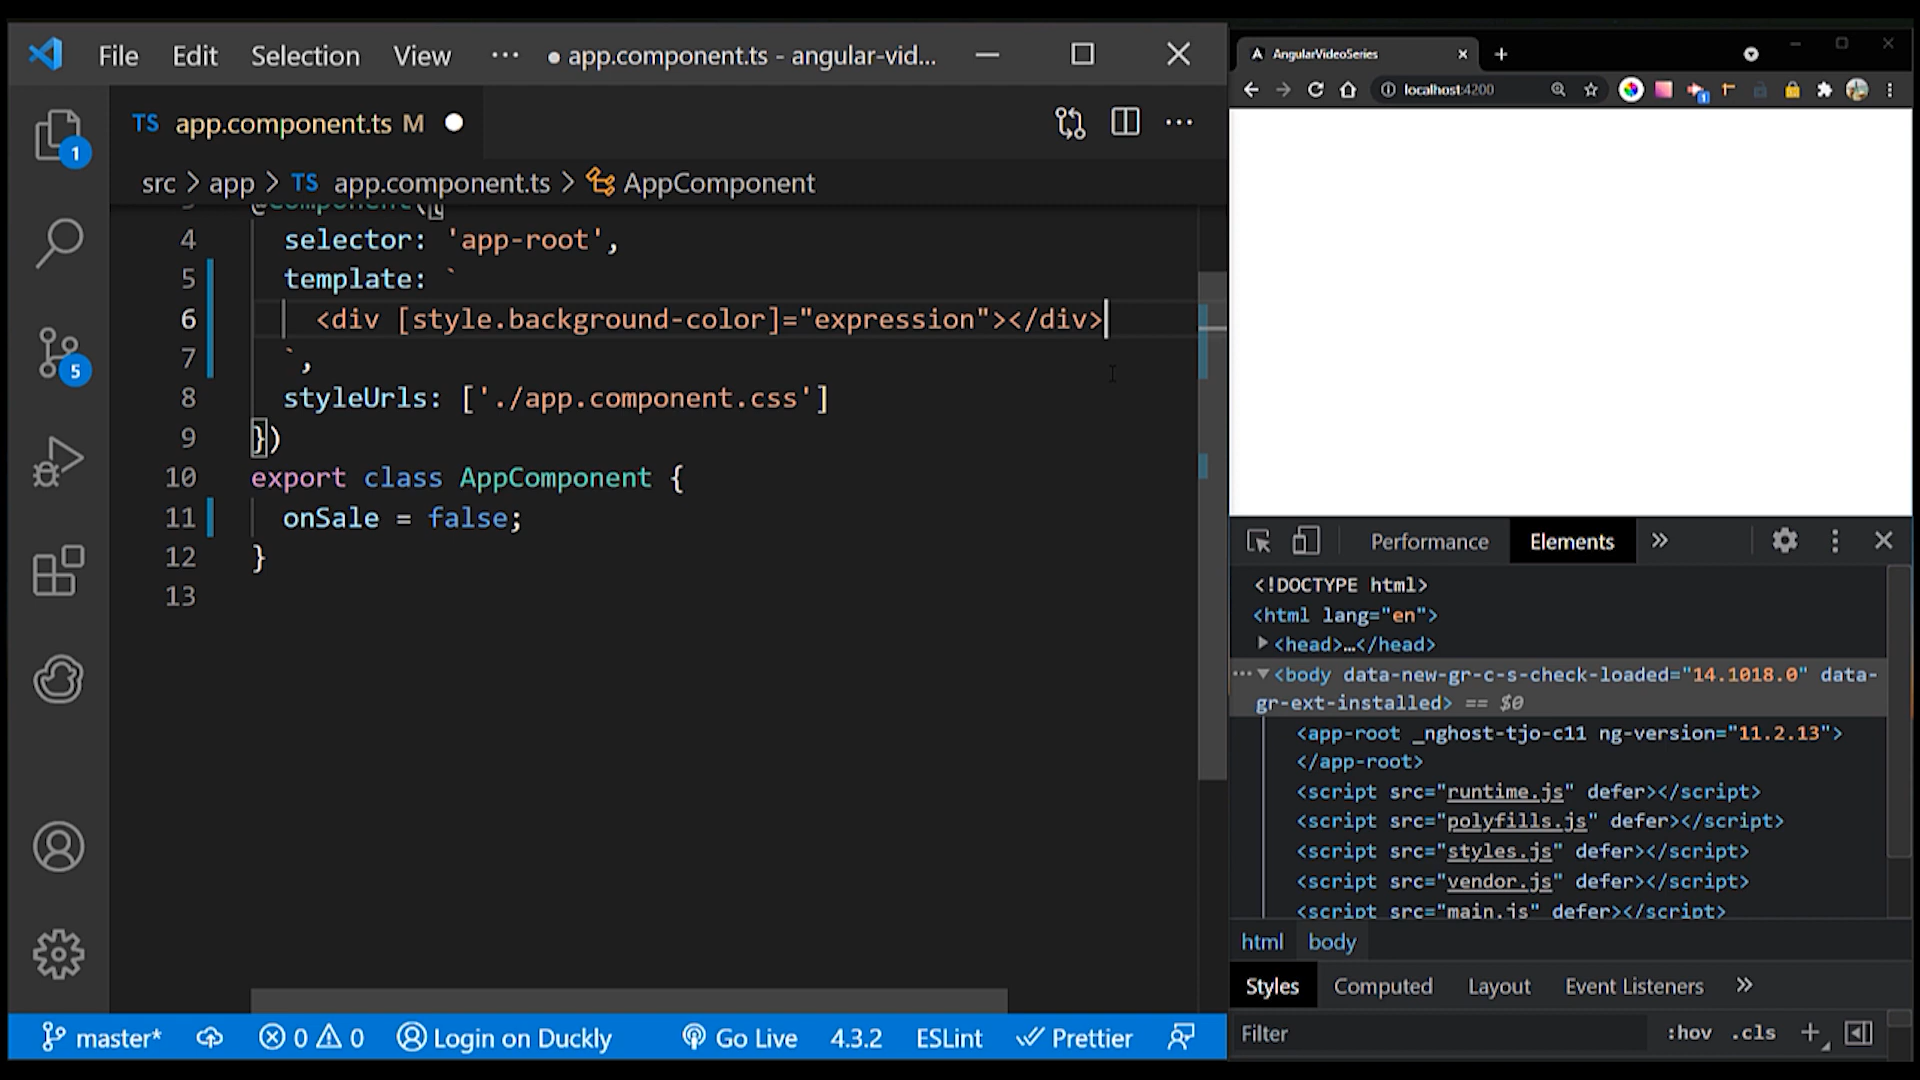 File Edit Selection View ··· ● app.component.ts - angular-vid...
TS app.component.ts M
src > app > TS app.component.ts > AppComponent
3 @Component({
4 selector: 'app-root',
5 template: `
6 <div [style.background-color]="expression"></div>
7 `,
8 styleUrls: ['./app.component.css']
9 })
10 export class AppComponent {
11 onSale = false;
12 }
13
1
5
master* 0 0 Login on Duckly Go Live 4.3.2 ESLint Prettier
AngularVideoSeries
localhost:4200
1
Performance Elements
<!DOCTYPE html>
<html lang="en">
<head>…</head>
<body data-new-gr-c-s-check-loaded="14.1018.0" data-
gr-ext-installed> == $0
<app-root _nghost-tjo-c11 ng-version="11.2.13">
</app-root>
<script src="runtime.js" defer></script>
<script src="polyfills.js" defer></script>
<script src="styles.js" defer></script>
<script src="vendor.js" defer></script>
<script src="main.js" defer></script>
html body
Styles Computed Layout Event Listeners
Filter :hov .cls